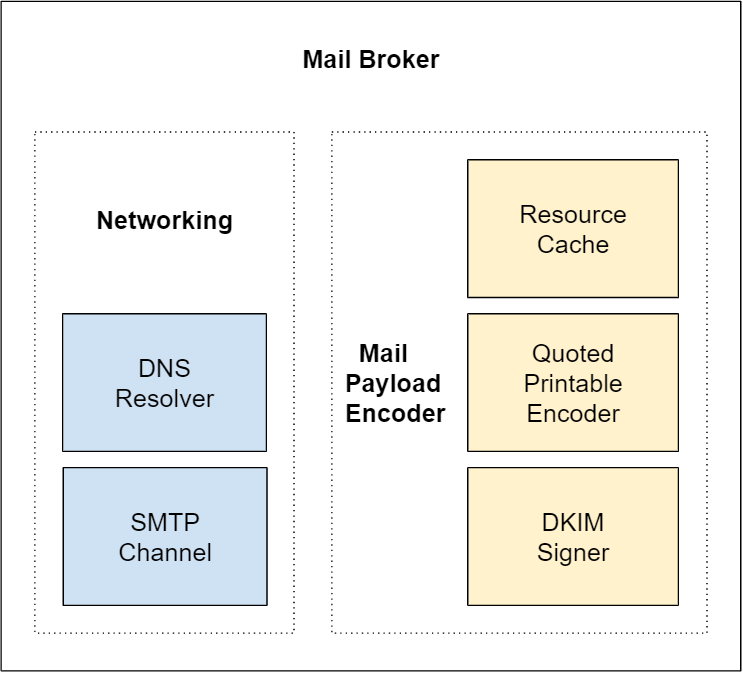 Mail Broker
Networking
DNS
Resolver
SMTP
Channel
Mail
Payload
Encoder
Resource
Cache
Quoted
Printable
Encoder
DKIM
Signer